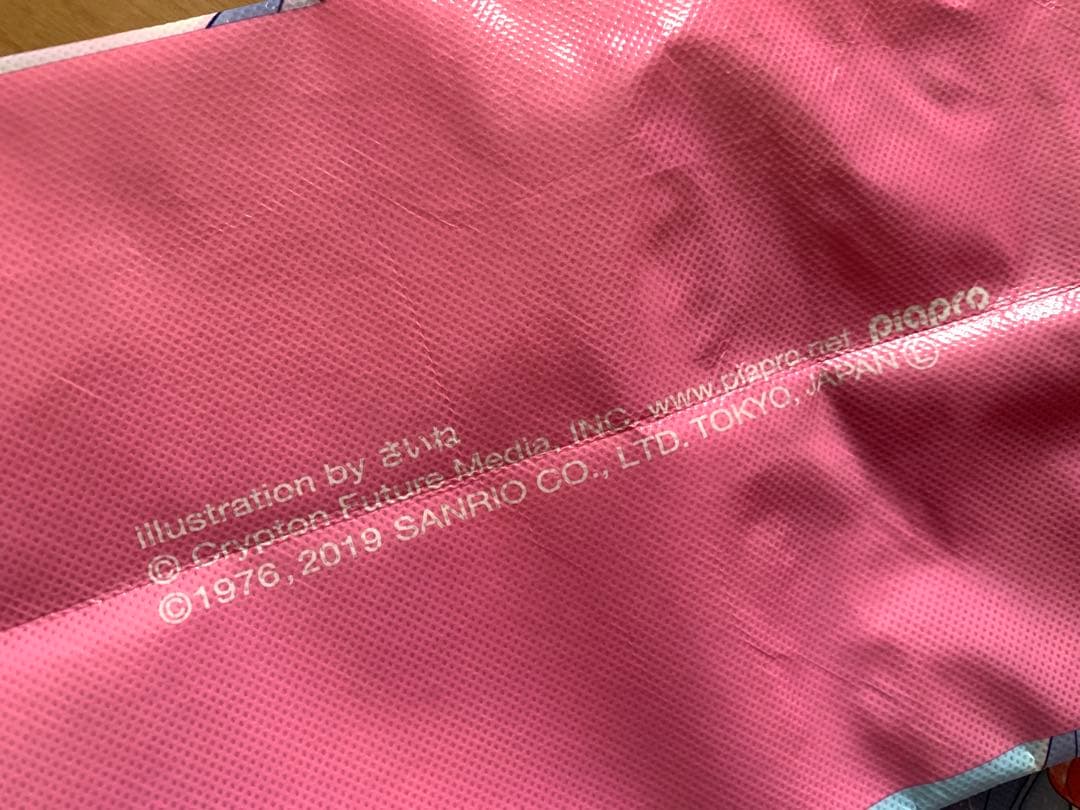 illustration by さいね
© Crypton Future Media, INC. www.piapro.net piapro
©1976, 2019 SANRIO CO., LTD. TOKYO, JAPAN Ⓛ